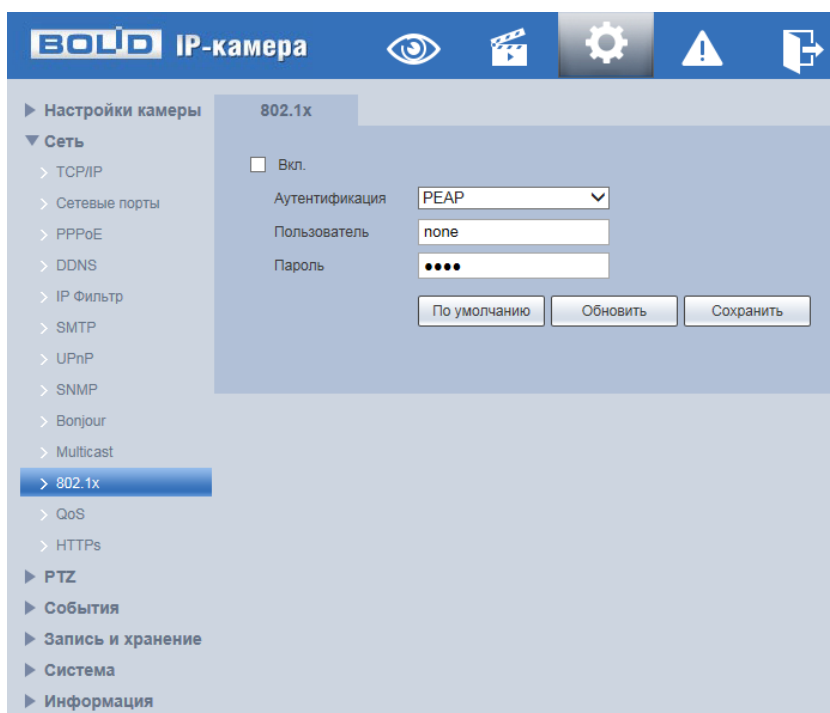 BOLID IP-камера
Настройки камеры
Сеть
TCP/IP
Сетевые порты
PPPoE
DDNS
IP Фильтр
SMTP
UPnP
SNMP
Bonjour
Multicast
802.1x
QoS
HTTPs
PTZ
События
Запись и хранение
Система
Информация
802.1x
Вкл.
Аутентификация PEAP
Пользователь none
Пароль ••••
По умолчанию Обновить Сохранить